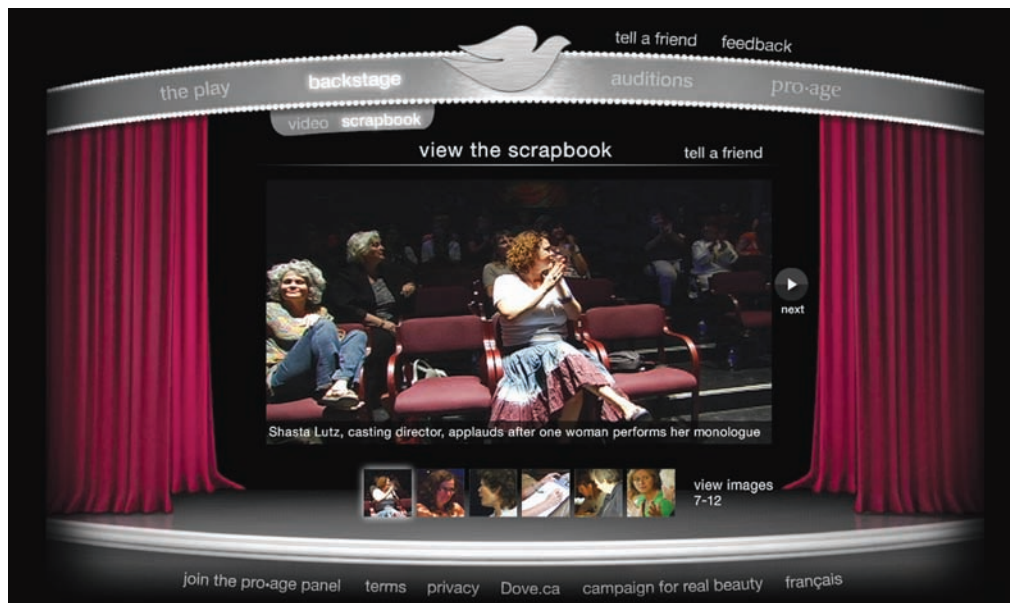 tell a friend feedback
the play backstage auditions pro•age
video scrapbook
view the scrapbook tell a friend
next
Shasta Lutz, casting director, applauds after one woman performs her monologue
view images
7-12
join the pro•age panel terms privacy Dove.ca campaign for real beauty français